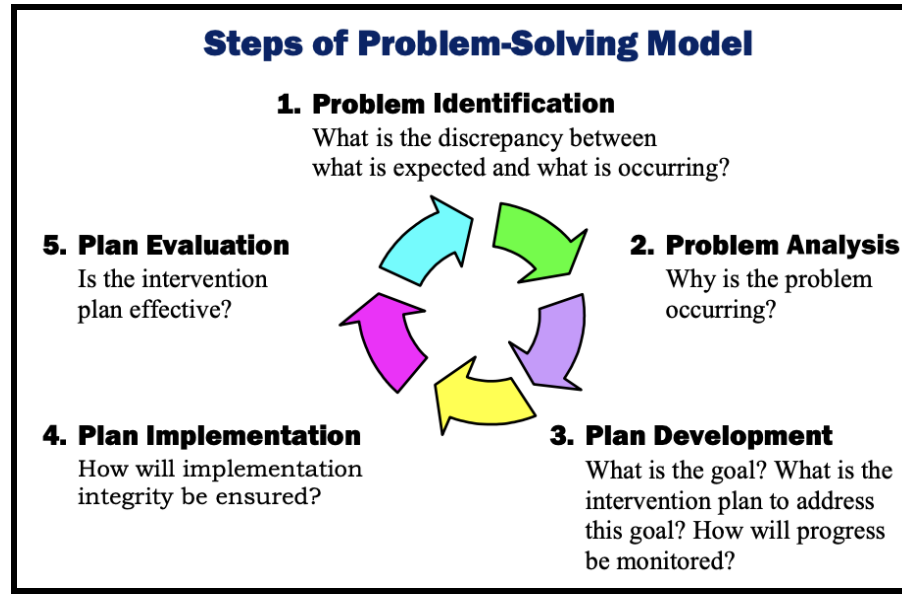 Steps of Problem-Solving Model
1. Problem Identification
What is the discrepancy between
what is expected and what is occurring?
2. Problem Analysis
Why is the problem
occurring?
3. Plan Development
What is the goal? What is the
intervention plan to address
this goal? How will progress
be monitored?
4. Plan Implementation
How will implementation
integrity be ensured?
5. Plan Evaluation
Is the intervention
plan effective?